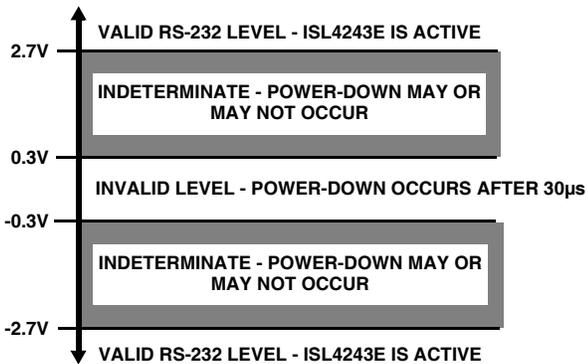 VALID RS-232 LEVEL - ISL4243E IS ACTIVE
2.7V
INDETERMINATE - POWER-DOWN MAY OR
MAY NOT OCCUR
0.3V
INVALID LEVEL - POWER-DOWN OCCURS AFTER 30µs
-0.3V
INDETERMINATE - POWER-DOWN MAY OR
MAY NOT OCCUR
-2.7V
VALID RS-232 LEVEL - ISL4243E IS ACTIVE